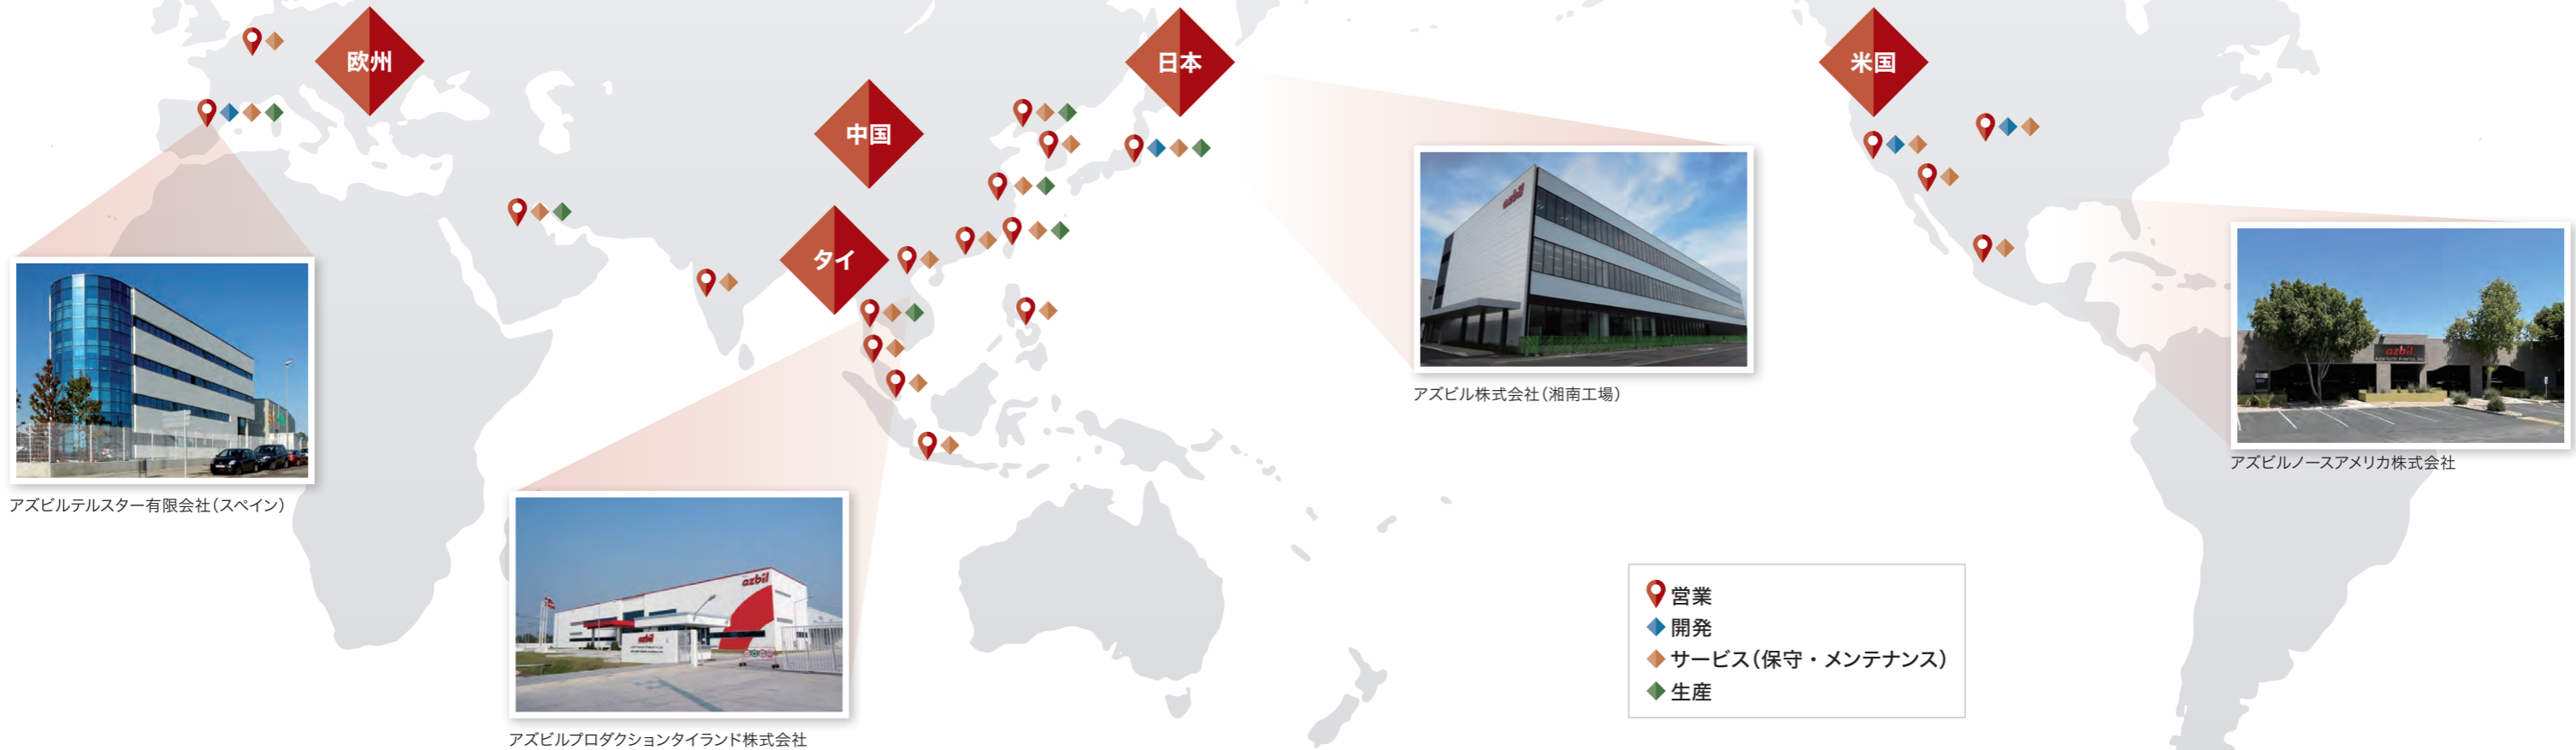 欧州
中国
タイ
日本
米国
azbil
azbil
azbil
azbil
アズビルテルスター有限会社（スペイン）
アズビルプロダクションタイランド株式会社
アズビル株式会社（湘南工場）
アズビルノースアメリカ株式会社
営業
開発
サービス（保守・メンテナンス）
生産